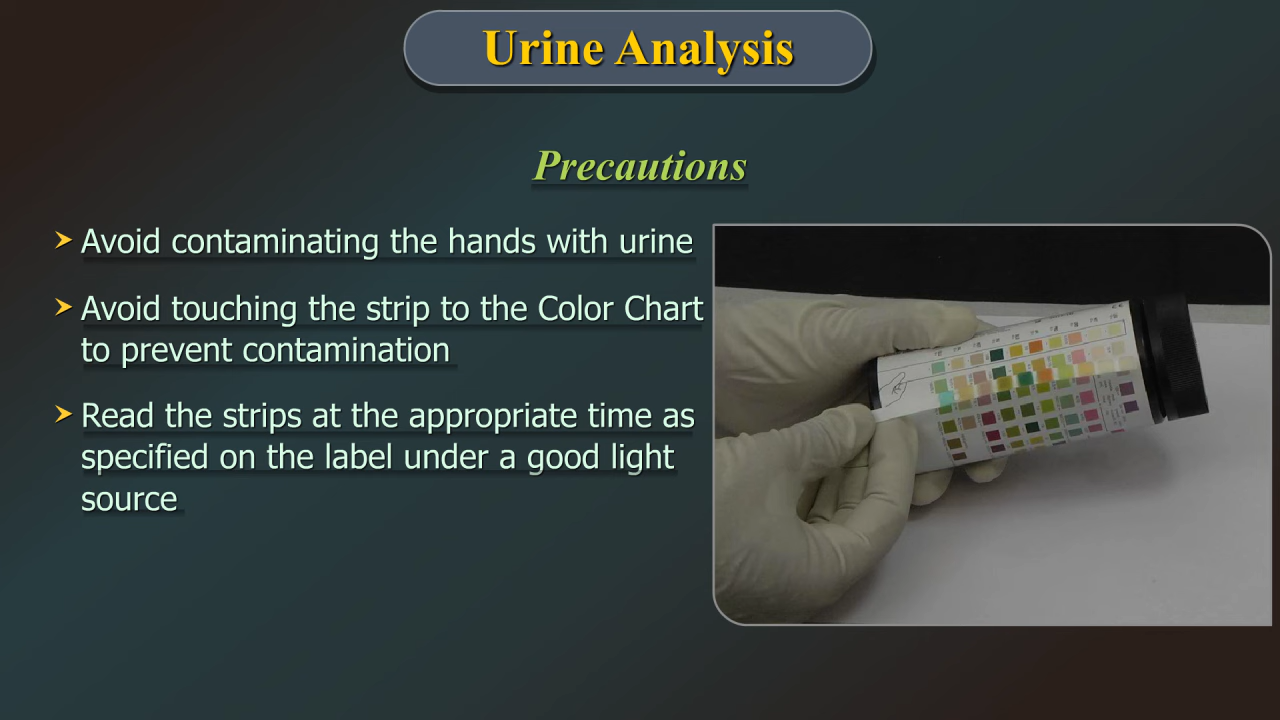 Urine Analysis
Precautions
Avoid contaminating the hands with urine
Avoid touching the strip to the Color Chart
to prevent contamination
Read the strips at the appropriate time as
specified on the label under a good light
source